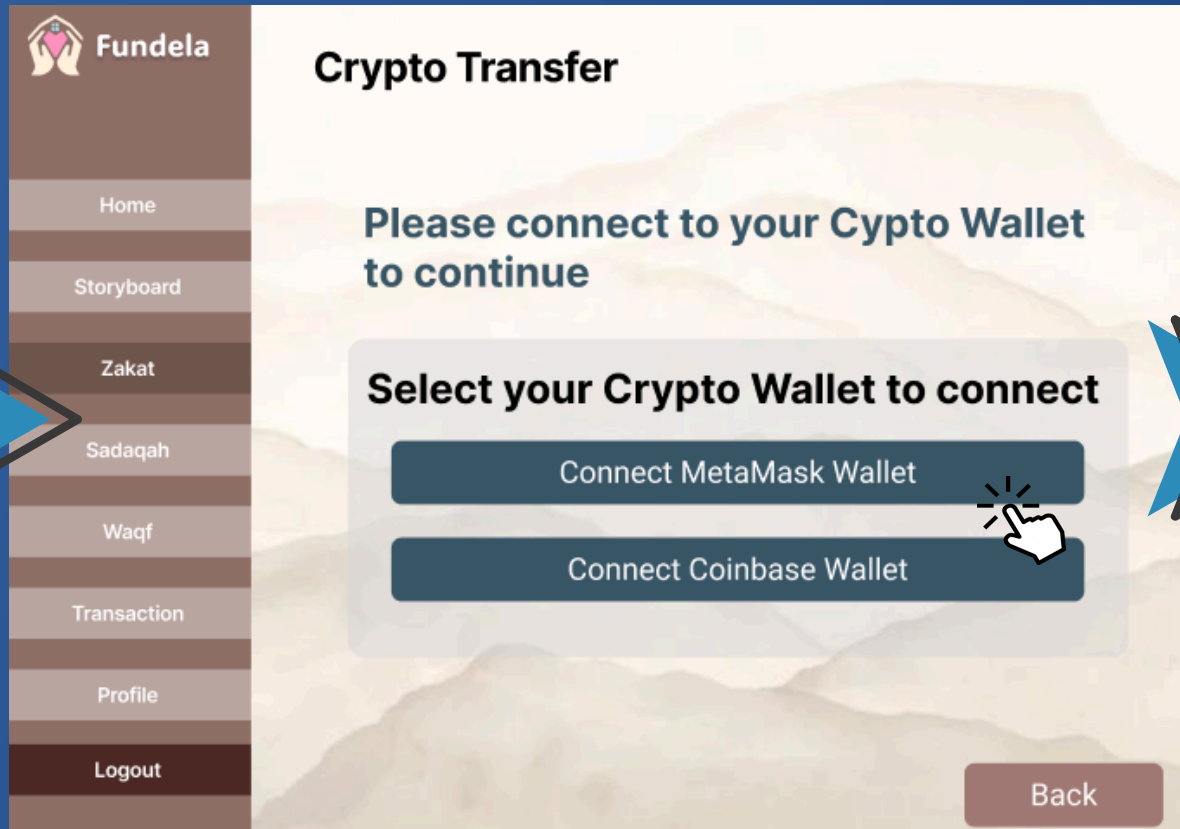 Fundela
Home
Storyboard
Zakat
Sadaqah
Waqf
Transaction
Profile
Logout
Crypto Transfer
Please connect to your Cypto Wallet
to continue
Select your Crypto Wallet to connect
Connect MetaMask Wallet
Connect Coinbase Wallet
Back